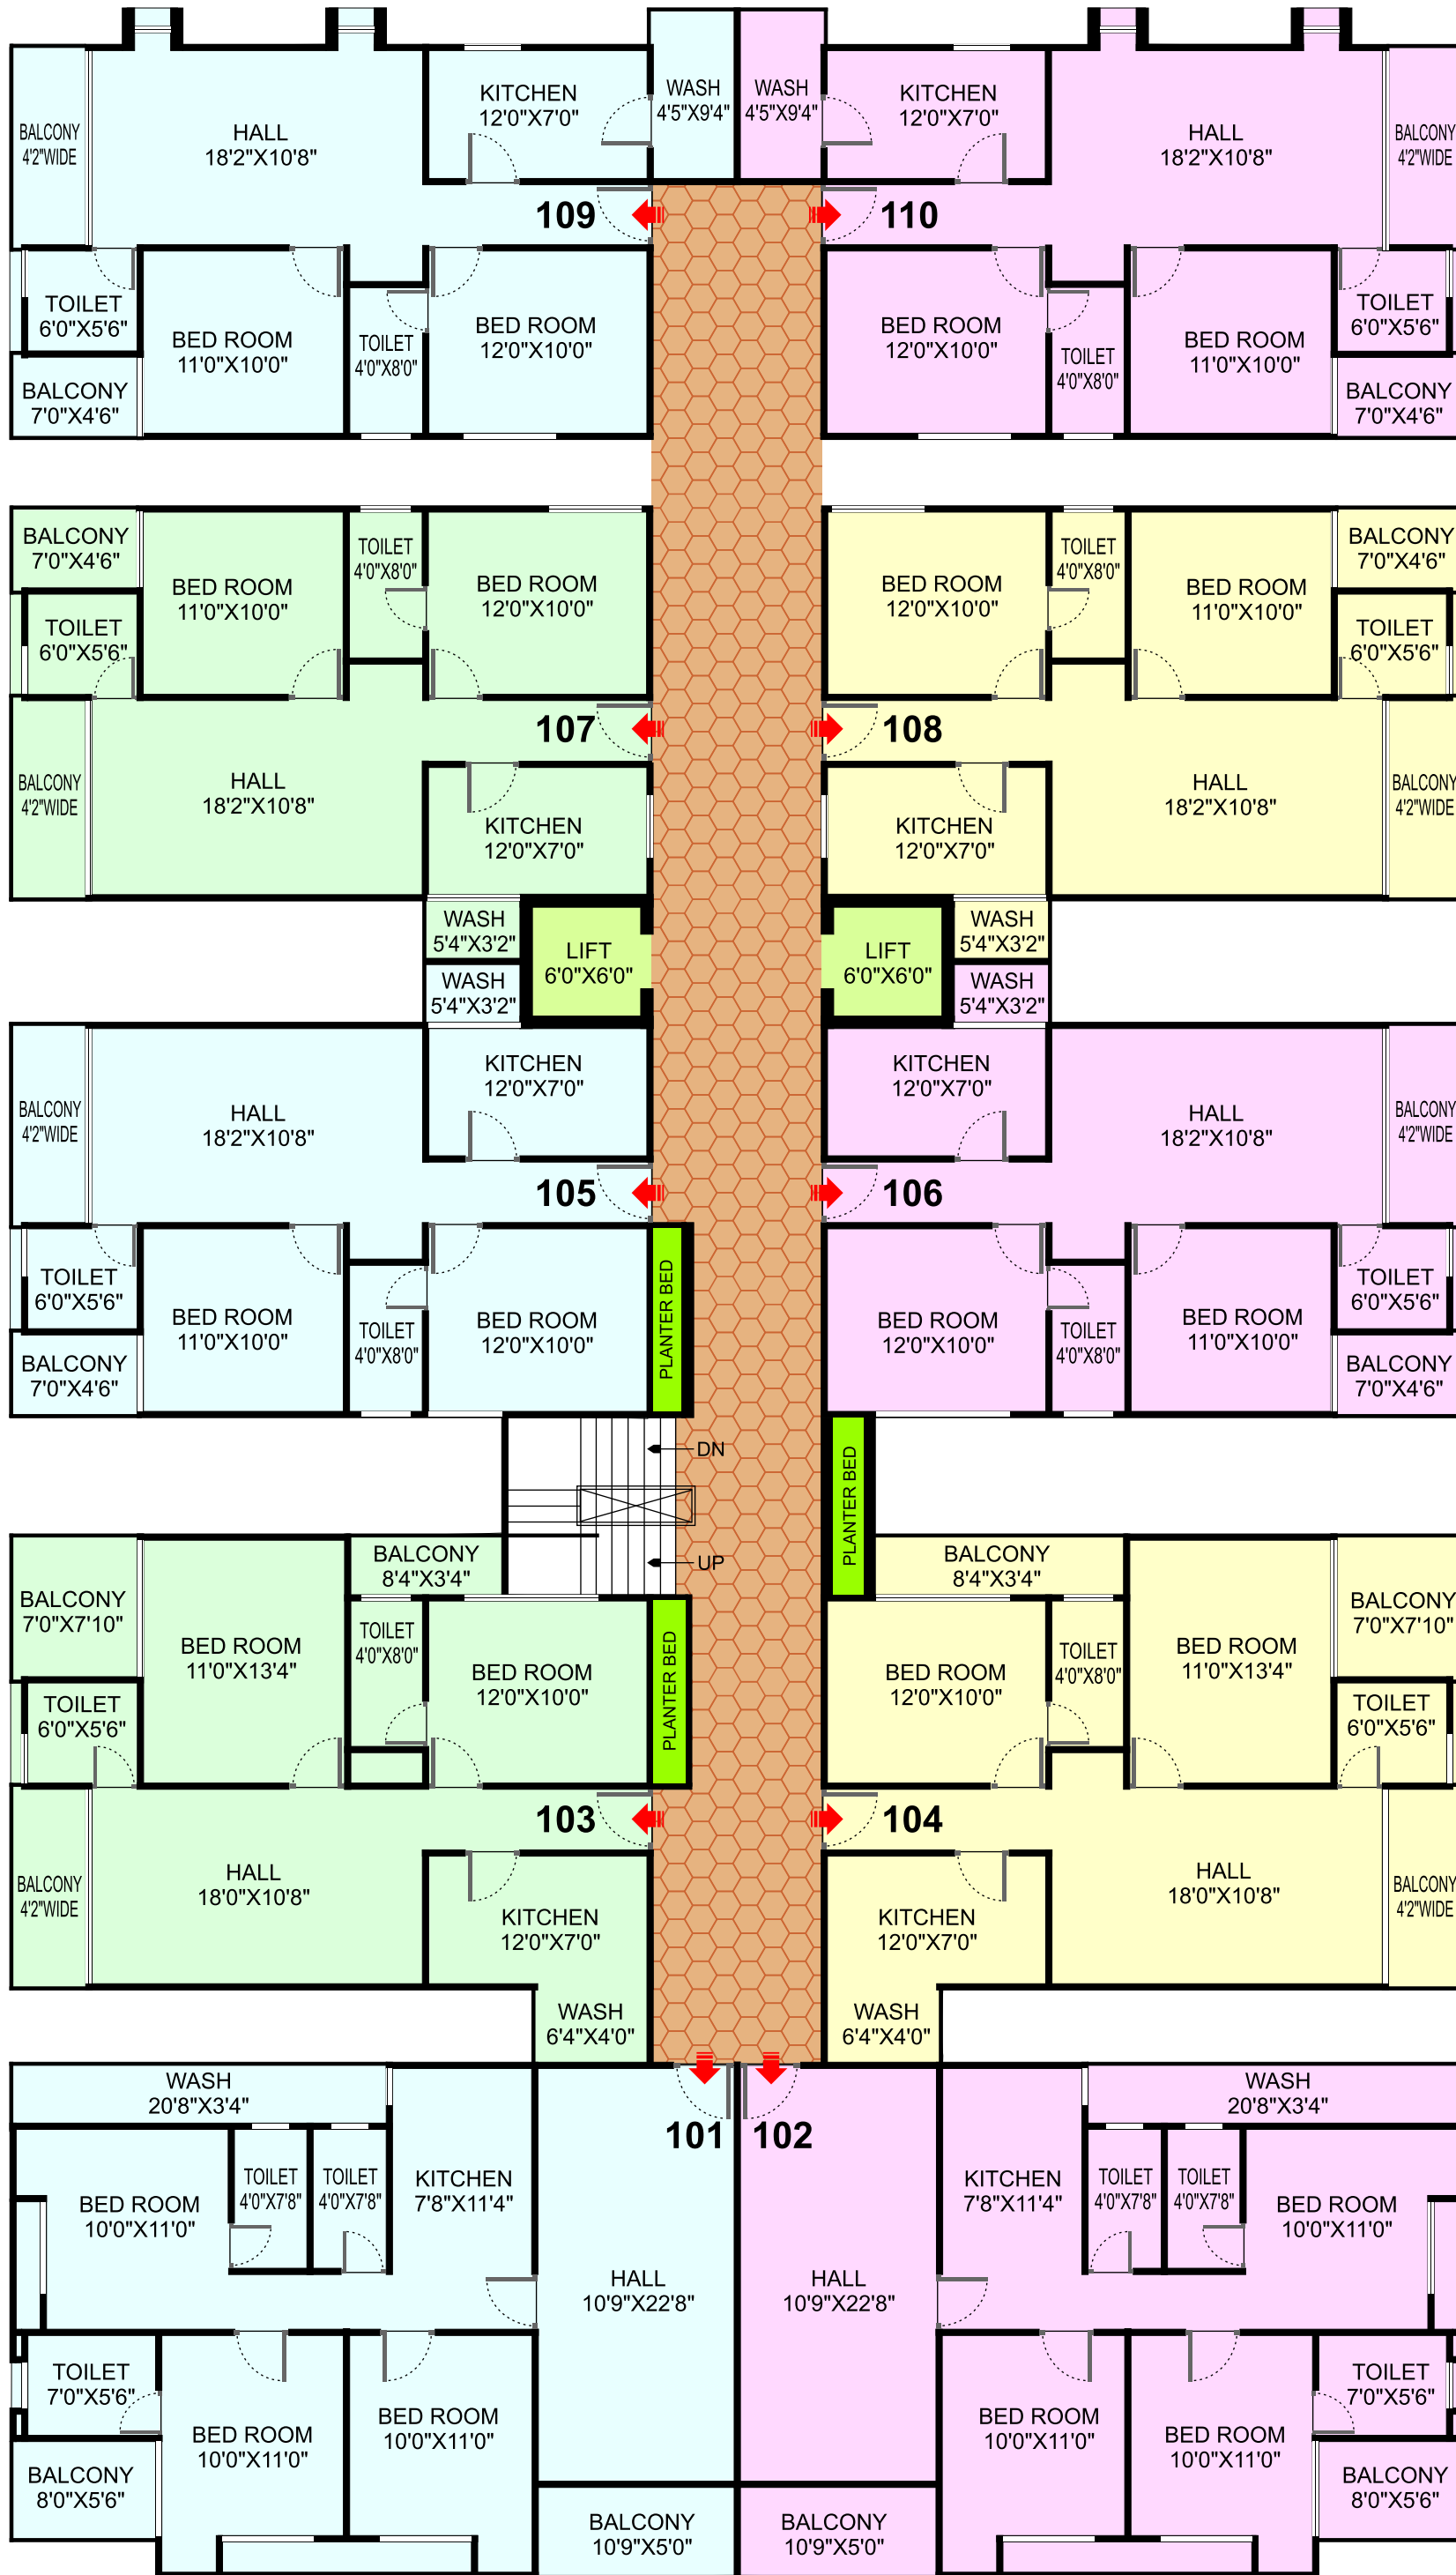 WASH
4'5"X9'4"
WASH
4'5"X9'4"
KITCHEN
12'0"X7'0"
KITCHEN
12'0"X7'0"
BALCONY
4'2"WIDE
HALL
18'2"X10'8"
HALL
18'2"X10'8"
BALCONY
4'2"WIDE
109
110
TOILET
6'0"X5'6"
BED ROOM
11'0"X10'0"
TOILET
4'0"X8'0"
BED ROOM
12'0"X10'0"
BED ROOM
12'0"X10'0"
TOILET
4'0"X8'0"
BED ROOM
11'0"X10'0"
TOILET
6'0"X5'6"
BALCONY
7'0"X4'6"
BALCONY
7'0"X4'6"
BALCONY
7'0"X4'6"
BED ROOM
11'0"X10'0"
TOILET
4'0"X8'0"
BED ROOM
12'0"X10'0"
BED ROOM
12'0"X10'0"
TOILET
4'0"X8'0"
BED ROOM
11'0"X10'0"
BALCONY
7'0"X4'6"
TOILET
6'0"X5'6"
TOILET
6'0"X5'6"
107
108
BALCONY
4'2"WIDE
HALL
18'2"X10'8"
KITCHEN
12'0"X7'0"
KITCHEN
12'0"X7'0"
HALL
18'2"X10'8"
BALCONY
4'2"WIDE
WASH
5'4"X3'2"
LIFT
6'0"X6'0"
LIFT
6'0"X6'0"
WASH
5'4"X3'2"
WASH
5'4"X3'2"
WASH
5'4"X3'2"
BALCONY
4'2"WIDE
HALL
18'2"X10'8"
KITCHEN
12'0"X7'0"
KITCHEN
12'0"X7'0"
HALL
18'2"X10'8"
BALCONY
4'2"WIDE
105
106
TOILET
6'0"X5'6"
BED ROOM
11'0"X10'0"
TOILET
4'0"X8'0"
BED ROOM
12'0"X10'0"
PLANTER BED
BED ROOM
12'0"X10'0"
TOILET
4'0"X8'0"
BED ROOM
11'0"X10'0"
TOILET
6'0"X5'6"
BALCONY
7'0"X4'6"
BALCONY
7'0"X4'6"
DN
PLANTER BED
UP
BALCONY
7'0"X7'10"
BALCONY
8'4"X3'4"
BALCONY
8'4"X3'4"
BALCONY
7'0"X7'10"
BED ROOM
11'0"X13'4"
TOILET
4'0"X8'0"
BED ROOM
12'0"X10'0"
PLANTER BED
BED ROOM
12'0"X10'0"
TOILET
4'0"X8'0"
BED ROOM
11'0"X13'4"
TOILET
6'0"X5'6"
TOILET
6'0"X5'6"
103
104
BALCONY
4'2"WIDE
HALL
18'0"X10'8"
KITCHEN
12'0"X7'0"
KITCHEN
12'0"X7'0"
HALL
18'0"X10'8"
BALCONY
4'2"WIDE
WASH
6'4"X4'0"
WASH
6'4"X4'0"
WASH
20'8"X3'4"
WASH
20'8"X3'4"
101
102
BED ROOM
10'0"X11'0"
TOILET
4'0"X7'8"
TOILET
4'0"X7'8"
KITCHEN
7'8"X11'4"
KITCHEN
7'8"X11'4"
TOILET
4'0"X7'8"
TOILET
4'0"X7'8"
BED ROOM
10'0"X11'0"
HALL
10'9"X22'8"
HALL
10'9"X22'8"
TOILET
7'0"X5'6"
BED ROOM
10'0"X11'0"
BED ROOM
10'0"X11'0"
BED ROOM
10'0"X11'0"
BED ROOM
10'0"X11'0"
TOILET
7'0"X5'6"
BALCONY
8'0"X5'6"
BALCONY
8'0"X5'6"
BALCONY
10'9"X5'0"
BALCONY
10'9"X5'0"